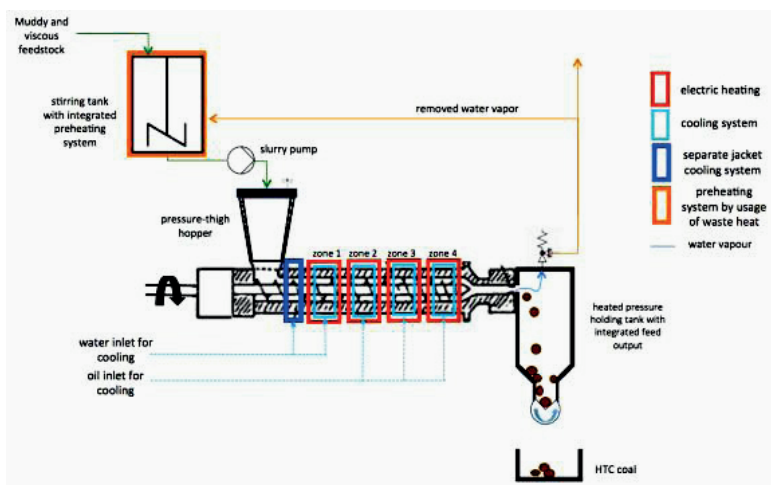 Muddy and
viscous
feedstock
stirring tank
with integrated
preheating
system
removed water vapor
slurry pump
pressure-thigh
hopper
zone 1
zone 2
zone 3
zone 4
electric heating
cooling system
separate jacket
cooling system
preheating
system by usage
of waste heat
water vapour
heated pressure
holding tank with
integrated feed
output
water inlet for
cooling
oil inlet for
cooling
HTC coal